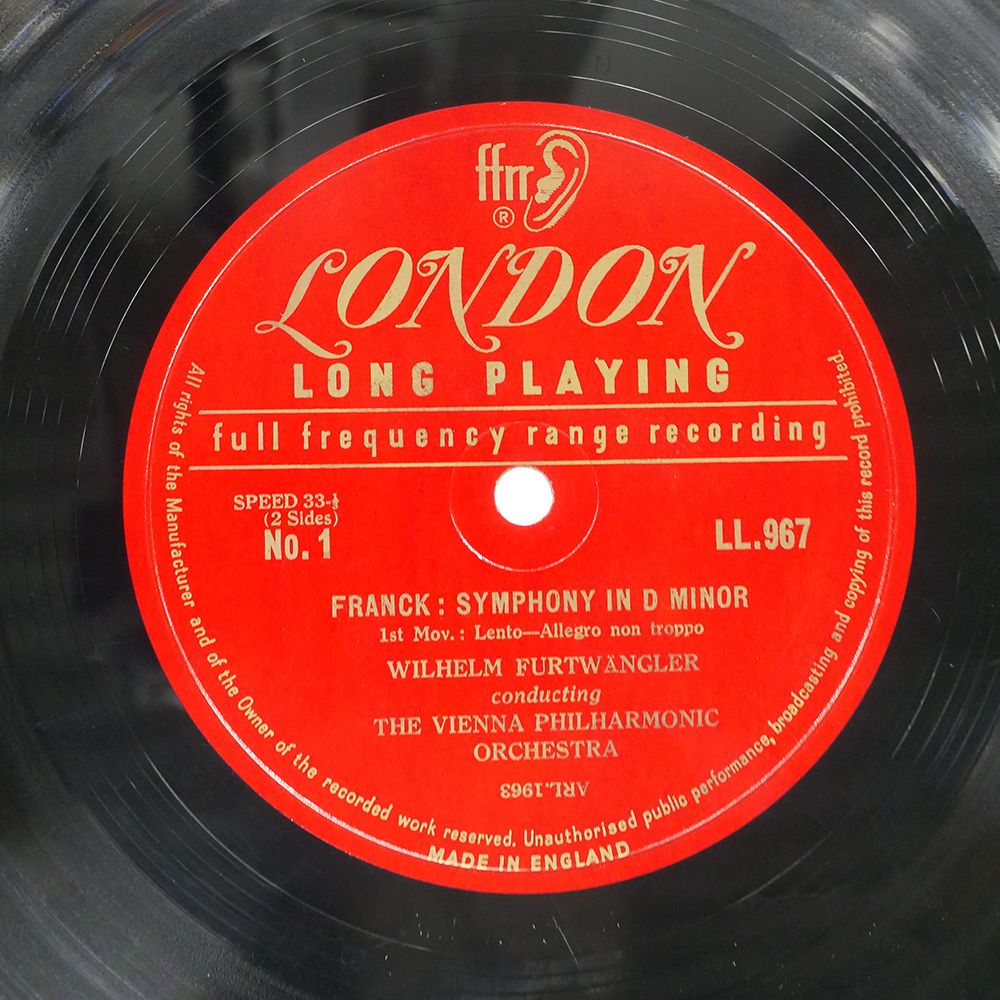 ffrr
®
LONDON
LONG PLAYING
full frequency range recording
SPEED 33-⅓
(2 Sides)
No. 1
LL.967
FRANCK : SYMPHONY IN D MINOR
1st Mov.: Lento—Allegro non troppo
WILHELM FURTWÄNGLER
conducting
THE VIENNA PHILHARMONIC
ORCHESTRA
ARL.1963
All rights of the Manufacturer and of the Owner of the recorded work reserved. Unauthorised public performance, broadcasting and copying of this record prohibited.
MADE IN ENGLAND